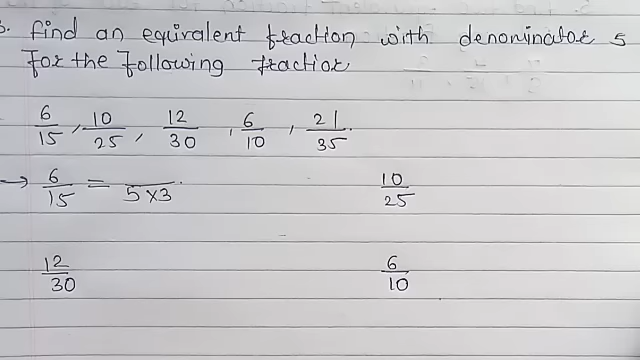 3. find an equivalent fraction with denominator 5
for the following fraction
6/15, 10/25, 12/30, 6/10, 21/35.
→ 6/15 = /5×3. 10/25
12/30 6/10